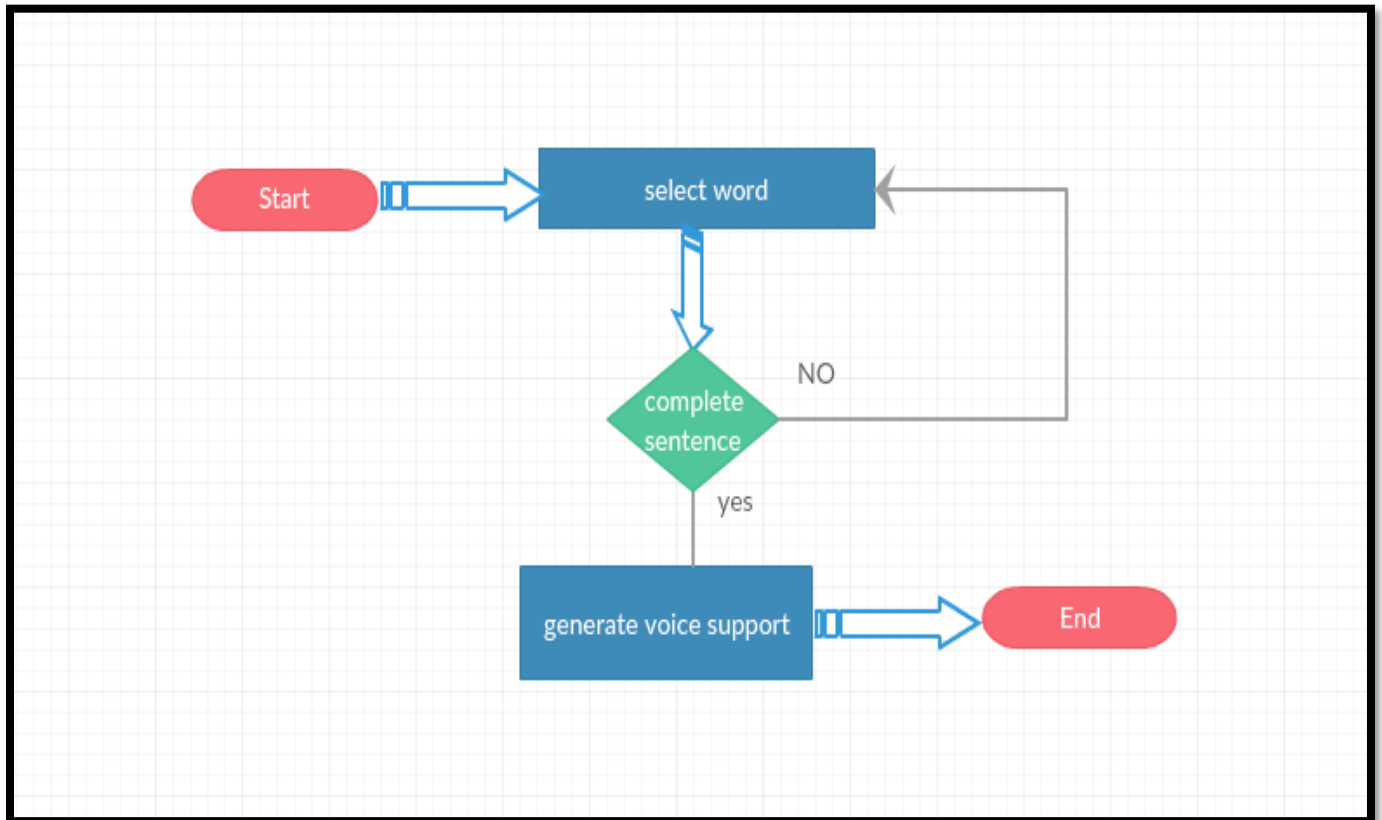 Start
select word
NO
complete
sentence
yes
generate voice support
End